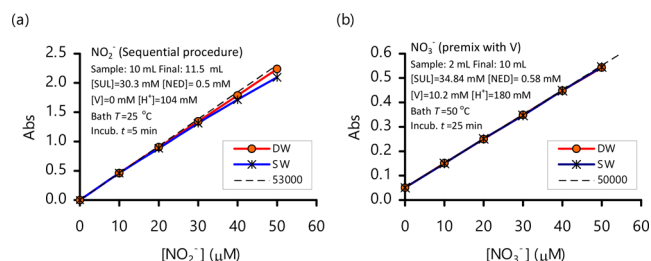 (a)
NO₂⁻ (Sequential procedure)
Sample: 10 mL Final: 11.5 mL
[SUL]=30.3 mM [NED]= 0.5 mM
[V]=0 mM [H⁺]=104 mM
Bath T=25 °C
Incub. t =5 min
2.5
2.0
1.5
1.0
0.5
0.0
Abs
DW
SW
53000
0 10 20 30 40 50 60
[NO₂⁻] (μM)
(b)
NO₃⁻ (premix with V)
Sample: 2 mL Final: 10 mL
[SUL]=34.84 mM [NED]= 0.58 mM
[V]=10.2 mM [H⁺]=180 mM
Bath T=50 °C
Incub. t =25 min
0.6
0.5
0.4
0.3
0.2
0.1
0.0
Abs
DW
SW
50000
0 10 20 30 40 50 60
[NO₃⁻] (μM)